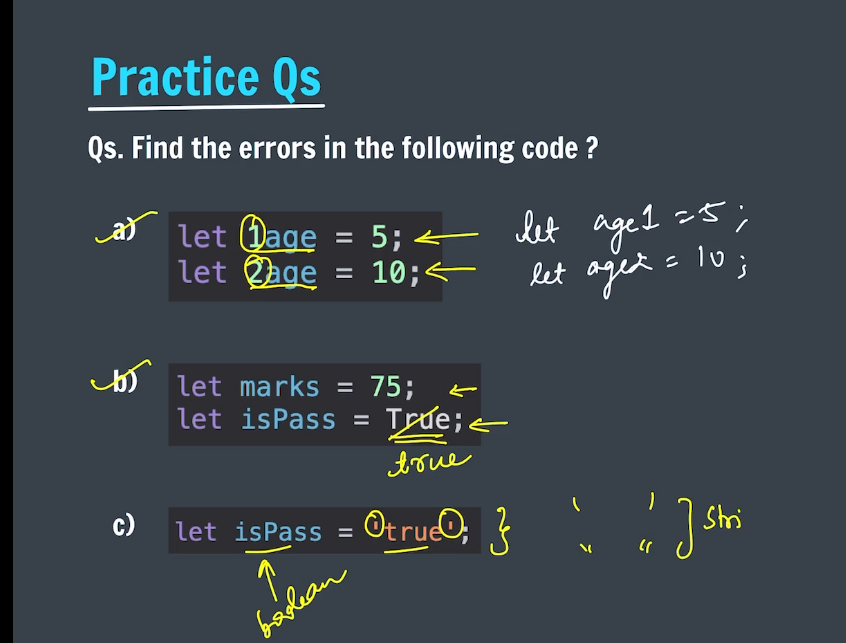 Practice Qs
Qs. Find the errors in the following code ?
a)
let 1age = 5;
let 2age = 10;
let age1 = 5;
let age2 = 10;
b)
let marks = 75;
let isPass = True;
true
c)
let isPass = 'true';
boolean
' '
" "
Stri